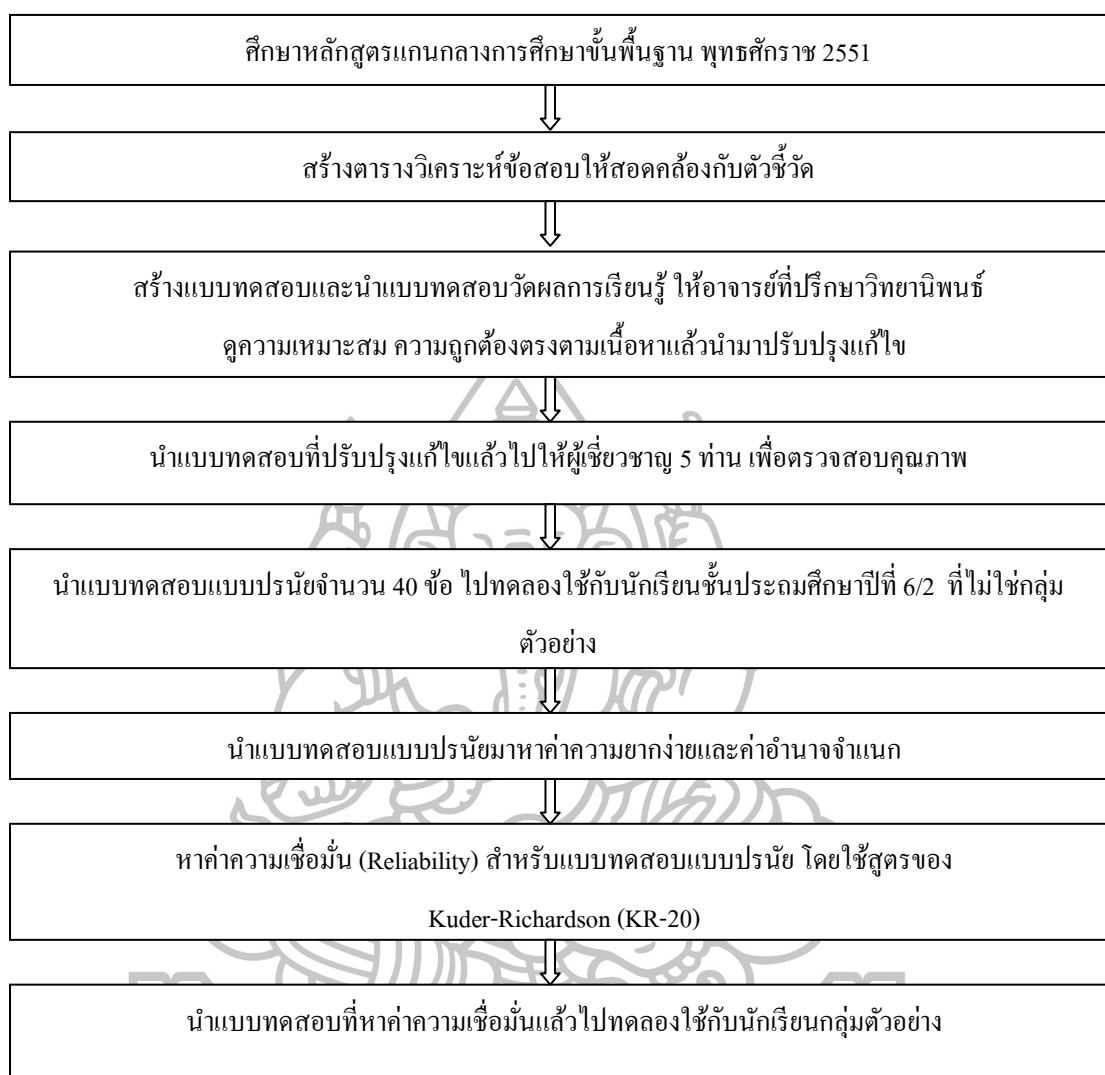 ศึกษาหลักสูตรแกนกลางการศึกษาขั้นพื้นฐาน พุทธศักราช 2551
สร้างตารางวิเคราะห์ข้อสอบให้สอดคล้องกับตัวชี้วัด
สร้างแบบทดสอบและนำแบบทดสอบวัดผลการเรียนรู้ ให้อาจารย์ที่ปรึกษาวิทยานิพนธ์
ดูความเหมาะสม ความถูกต้องตรงตามเนื้อหาแล้วนำมาปรับปรุงแก้ไข
นำแบบทดสอบที่ปรับปรุงแก้ไขแล้วไปให้ผู้เชี่ยวชาญ 5 ท่าน เพื่อตรวจสอบคุณภาพ
นำแบบทดสอบแบบปรนัยจำนวน 40 ข้อ ไปทดลองใช้กับนักเรียนชั้นประถมศึกษาปีที่ 6/2 ที่ไม่ใช่กลุ่ม
ตัวอย่าง
นำแบบทดสอบแบบปรนัยมาหาค่าความยากง่ายและค่าอำนาจจำแนก
หาค่าความเชื่อมั่น (Reliability) สำหรับแบบทดสอบแบบปรนัย โดยใช้สูตรของ
Kuder-Richardson (KR-20)
นำแบบทดสอบที่หาค่าความเชื่อมั่นแล้วไปทดลองใช้กับนักเรียนกลุ่มตัวอย่าง